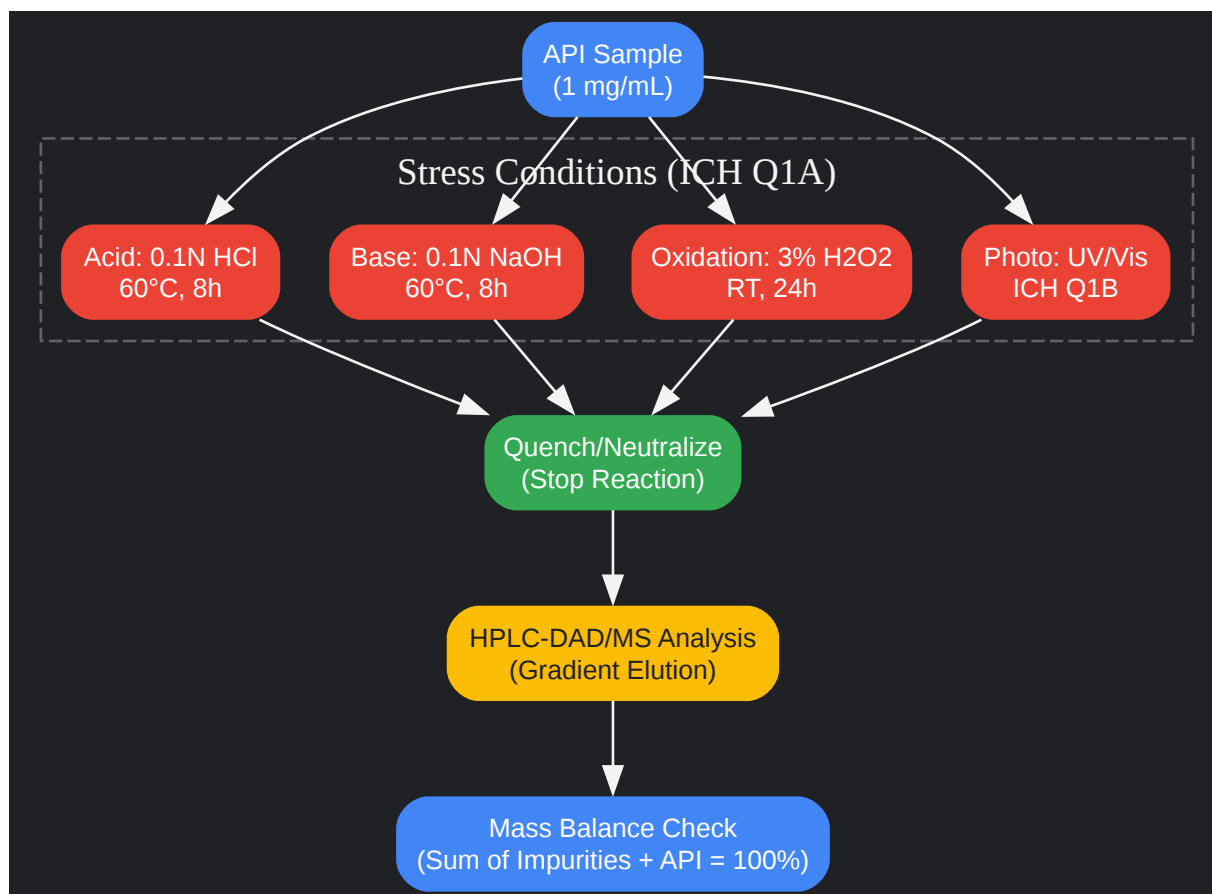 API Sample
(1 mg/mL)
Stress Conditions (ICH Q1A)
Acid: 0.1N HCl
60°C, 8h
Base: 0.1N NaOH
60°C, 8h
Oxidation: 3% H2O2
RT, 24h
Photo: UV/Vis
ICH Q1B
Quench/Neutralize
(Stop Reaction)
HPLC-DAD/MS Analysis
(Gradient Elution)
Mass Balance Check
(Sum of Impurities + API = 100%)